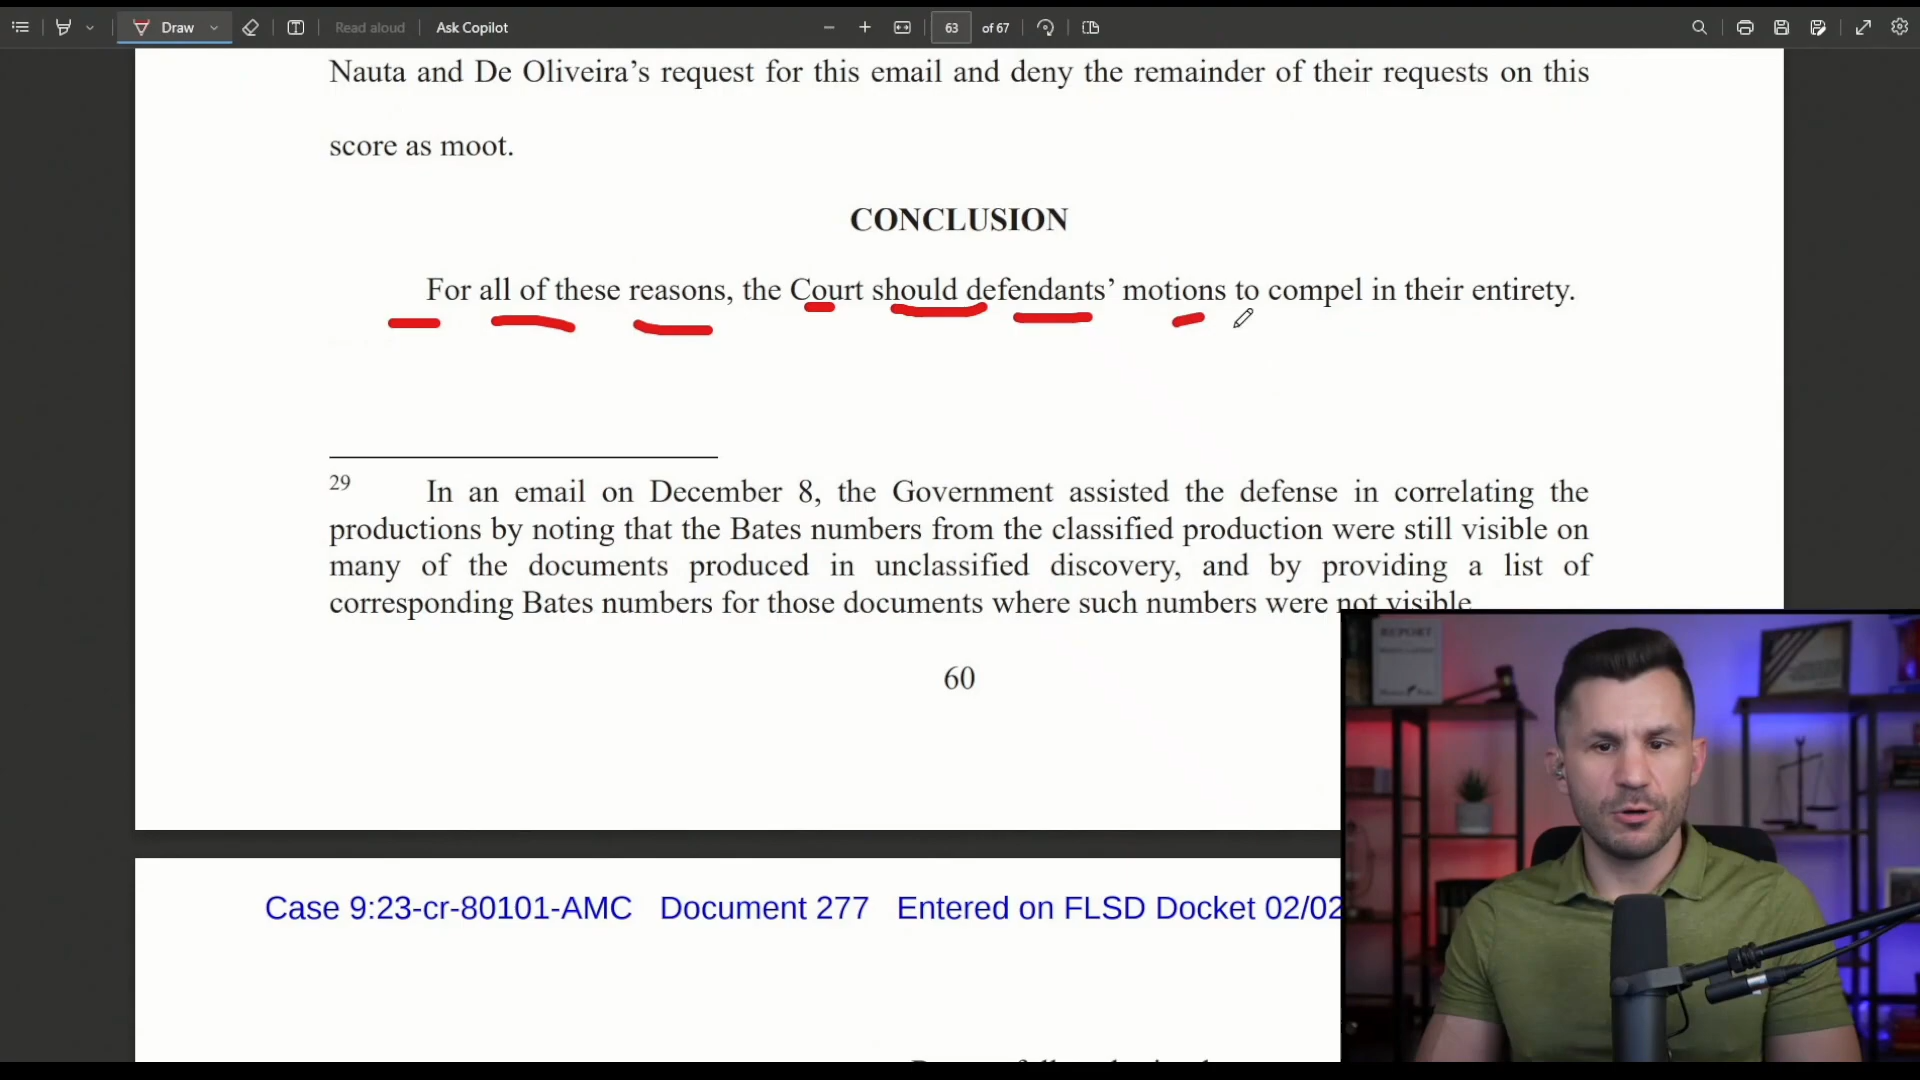 Draw
Read aloud
Ask Copilot
63
of 67
Nauta and De Oliveira’s request for this email and deny the remainder of their requests on this
score as moot.
CONCLUSION
For all of these reasons, the Court should defendants’ motions to compel in their entirety.
29 In an email on December 8, the Government assisted the defense in correlating the
productions by noting that the Bates numbers from the classified production were still visible on
many of the documents produced in unclassified discovery, and by providing a list of
corresponding Bates numbers for those documents where such numbers were not visible
60
REPORT
Case 9:23-cr-80101-AMC Document 277 Entered on FLSD Docket 02/02